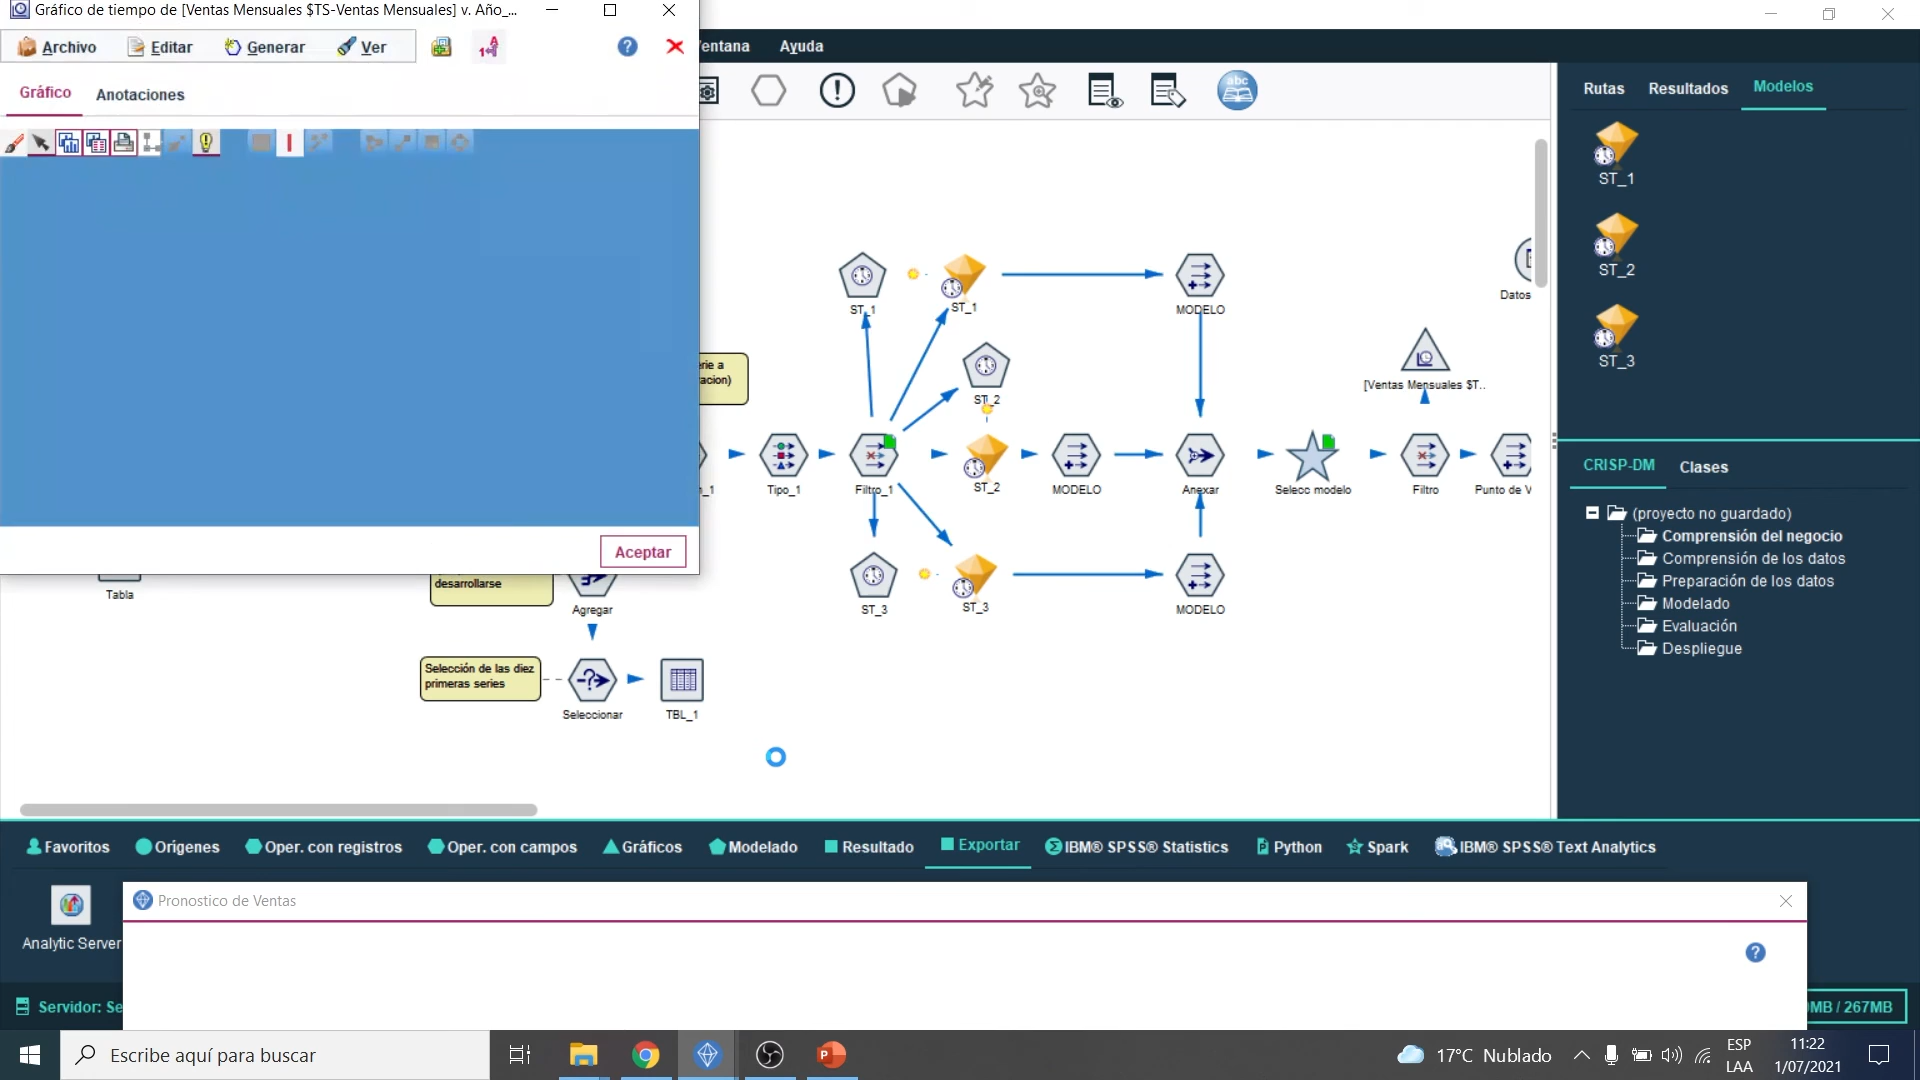 Gráfico de tiempo de [Ventas Mensuales $TS-Ventas Mensuales] v. Año_...
Archivo Editar Generar Ver
entana Ayuda
Gráfico Anotaciones
abc
Rutas Resultados Modelos
ST_1
ST_2
ST_3
ST_1
ST_1
MODELO
Datos
ST_2
[Ventas Mensuales $T..
erie a
acion)
_1
Tipo_1
Filtro_1
ST_2
MODELO
Anexar
Selecc modelo
Filtro
Punto de V
Aceptar
CRISP-DM Clases
(proyecto no guardado)
Comprensión del negocio
Comprensión de los datos
Preparación de los datos
Modelado
Evaluación
Despliegue
Tabla
desarrollarse
Agregar
ST_3
ST_3
MODELO
Selección de las diez
primeras series
Seleccionar
TBL_1
Favoritos Orígenes Oper. con registros Oper. con campos Gráficos Modelado Resultado Exportar IBM® SPSS® Statistics Python Spark IBM® SPSS® Text Analytics
Analytic Server
Pronostico de Ventas
Servidor: Se
MB / 267MB
Escribe aquí para buscar
17°C Nublado
ESP
LAA
11:22
1/07/2021